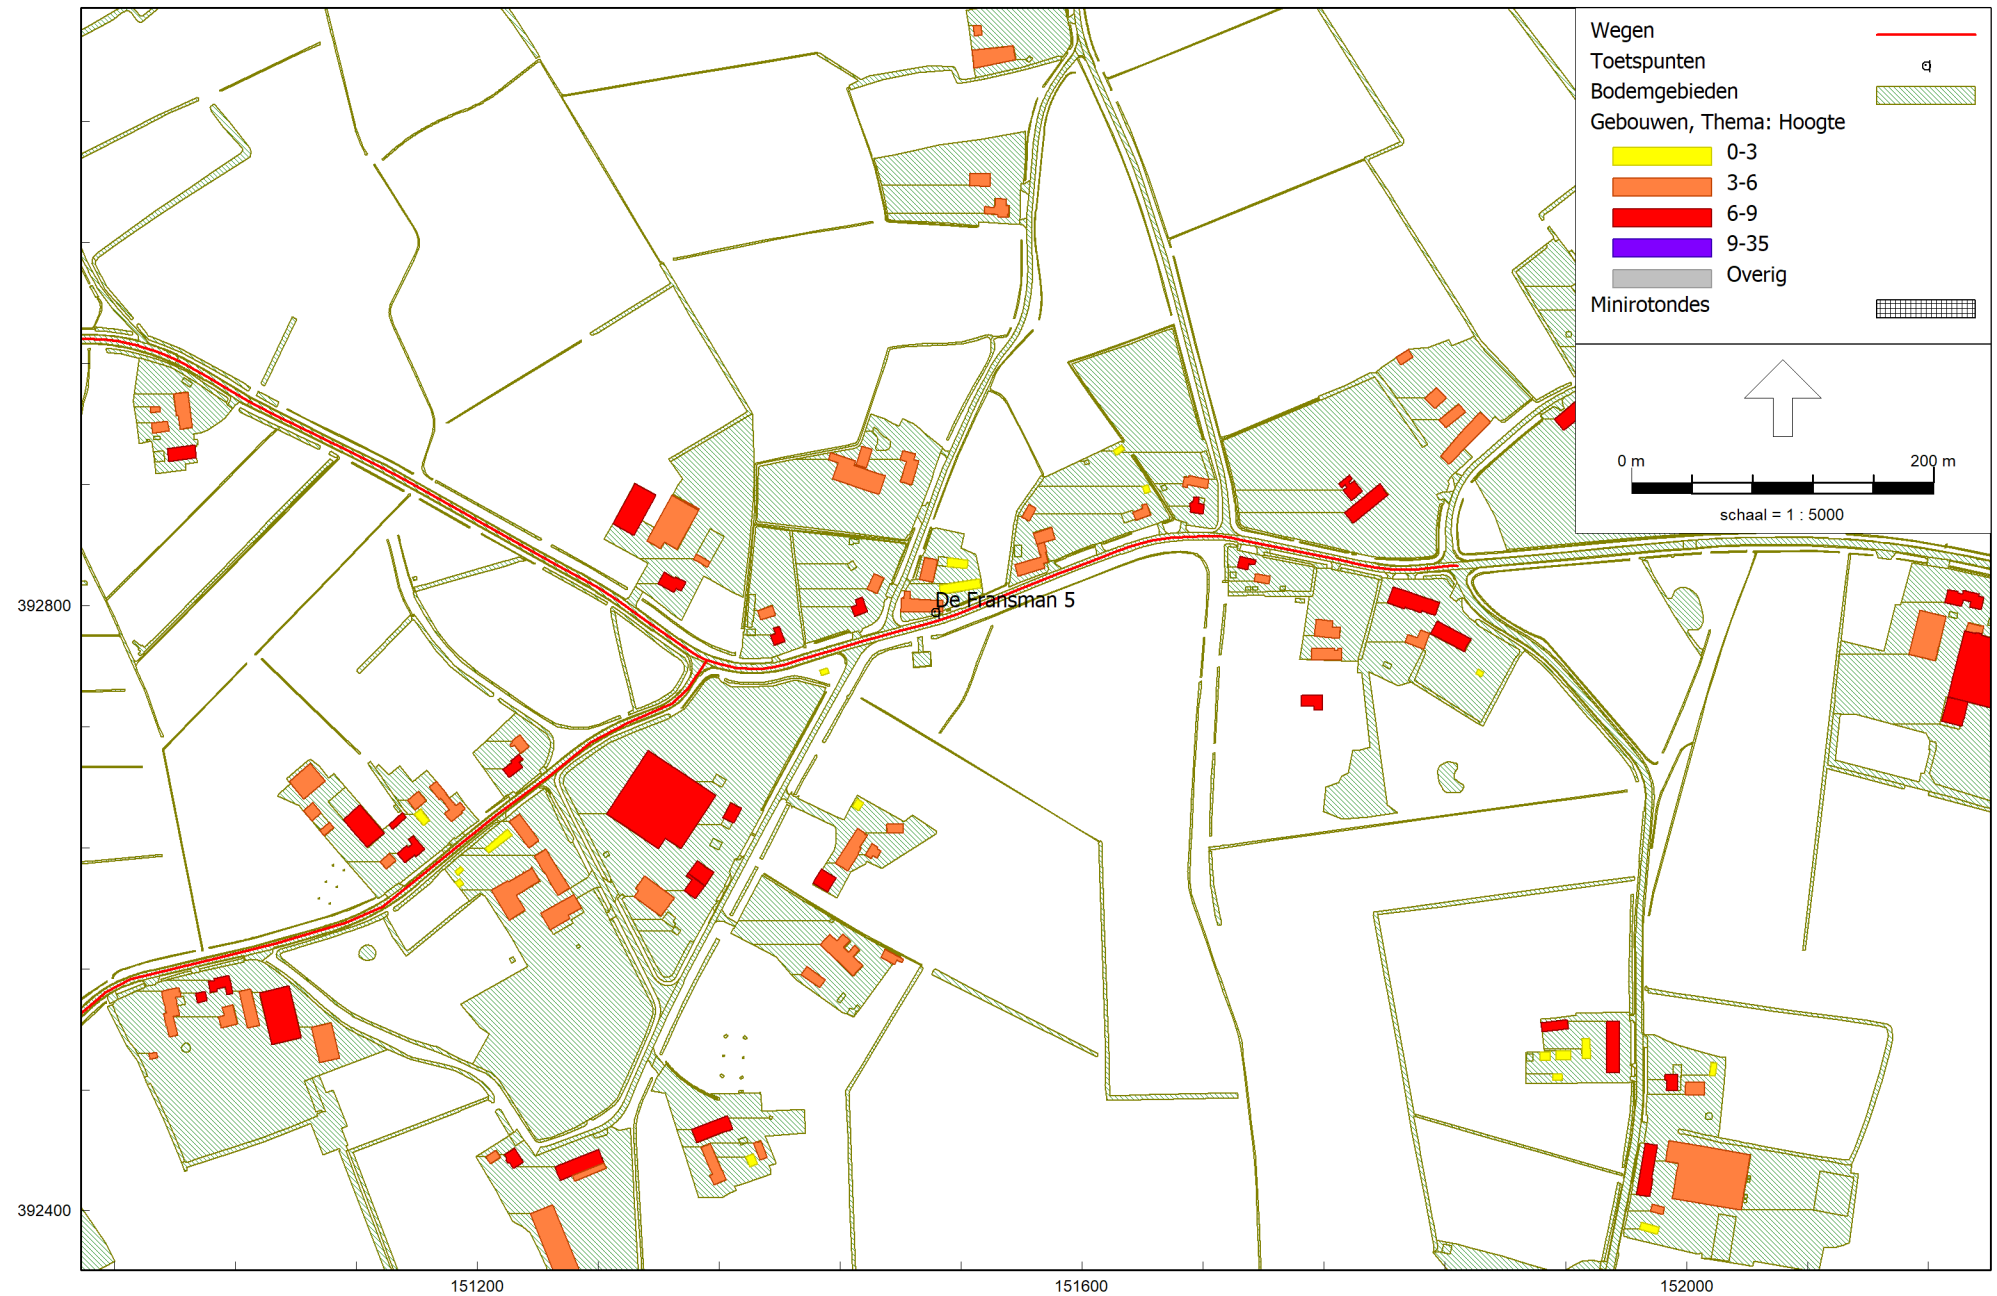 Wegen
Toetspunten
Bodemgebieden
Gebouwen, Thema: Hoogte
0-3
3-6
6-9
9-35
Overig
Minirotondes
0 m 200 m
schaal = 1 : 5000
De Fransman 5
392800
392400
151200 151600 152000